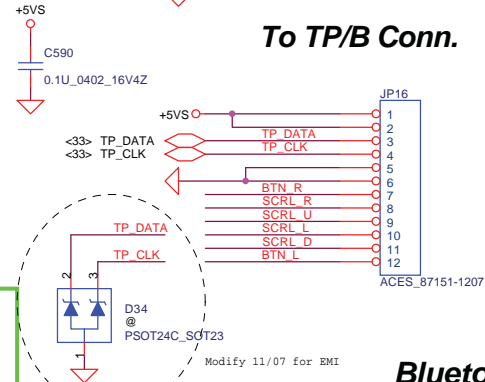 +5VS
To TP/B Conn.
C590
0.1U_0402_16V4Z
JP16
+5VS
1
2
<33> TP_DATA
TP_DATA
3
<33> TP_CLK
TP_CLK
4
5
6
BTN_R
7
SCRL_R
8
SCRL_U
9
TP_DATA
SCRL_L
10
SCRL_D
11
TP_CLK
BTN_L
12
ACES_87151-1207
2
3
D34
@
PSOT24C_SOT23
1
Modify 11/07 for EMI
Blueto